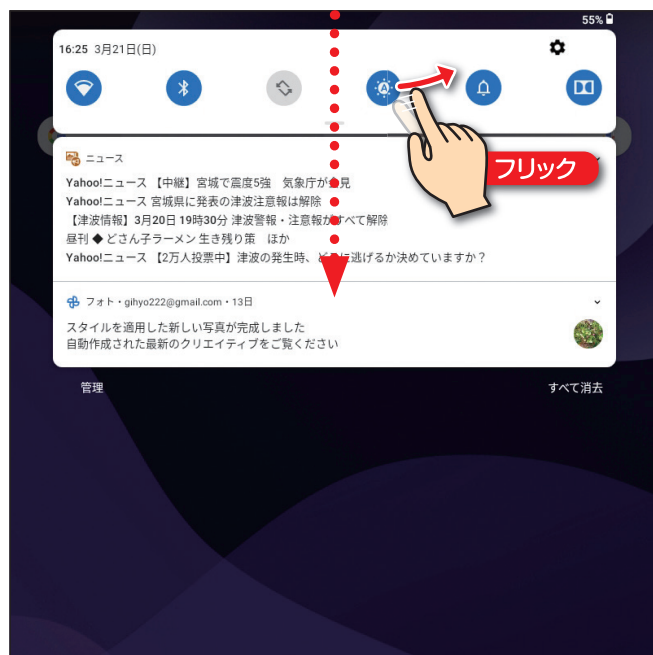 55%
16:25 3月21日(日)
A
フリック
ニュース
Yahoo!ニュース 【中継】宮城で震度5強 気象庁が会見
Yahoo!ニュース 宮城県に発表の津波注意報は解除
【津波情報】3月20日 19時30分 津波警報・注意報がすべて解除
昼刊 ◆ どさん子ラーメン 生き残り策 ほか
Yahoo!ニュース 【2万人投票中】津波の発生時、どこに逃げるか決めていますか？
フォト・gihyo222@gmail.com・13日
スタイルを適用した新しい写真が完成しました
自動作成された最新のクリエイティブをご覧ください
管理
すべて消去